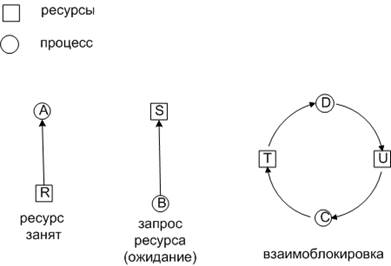 ресурсы
процесс
A
S
D
T
U
R
B
C
ресурс
занят
запрос
ресурса
(ожидание)
взаимоблокировка